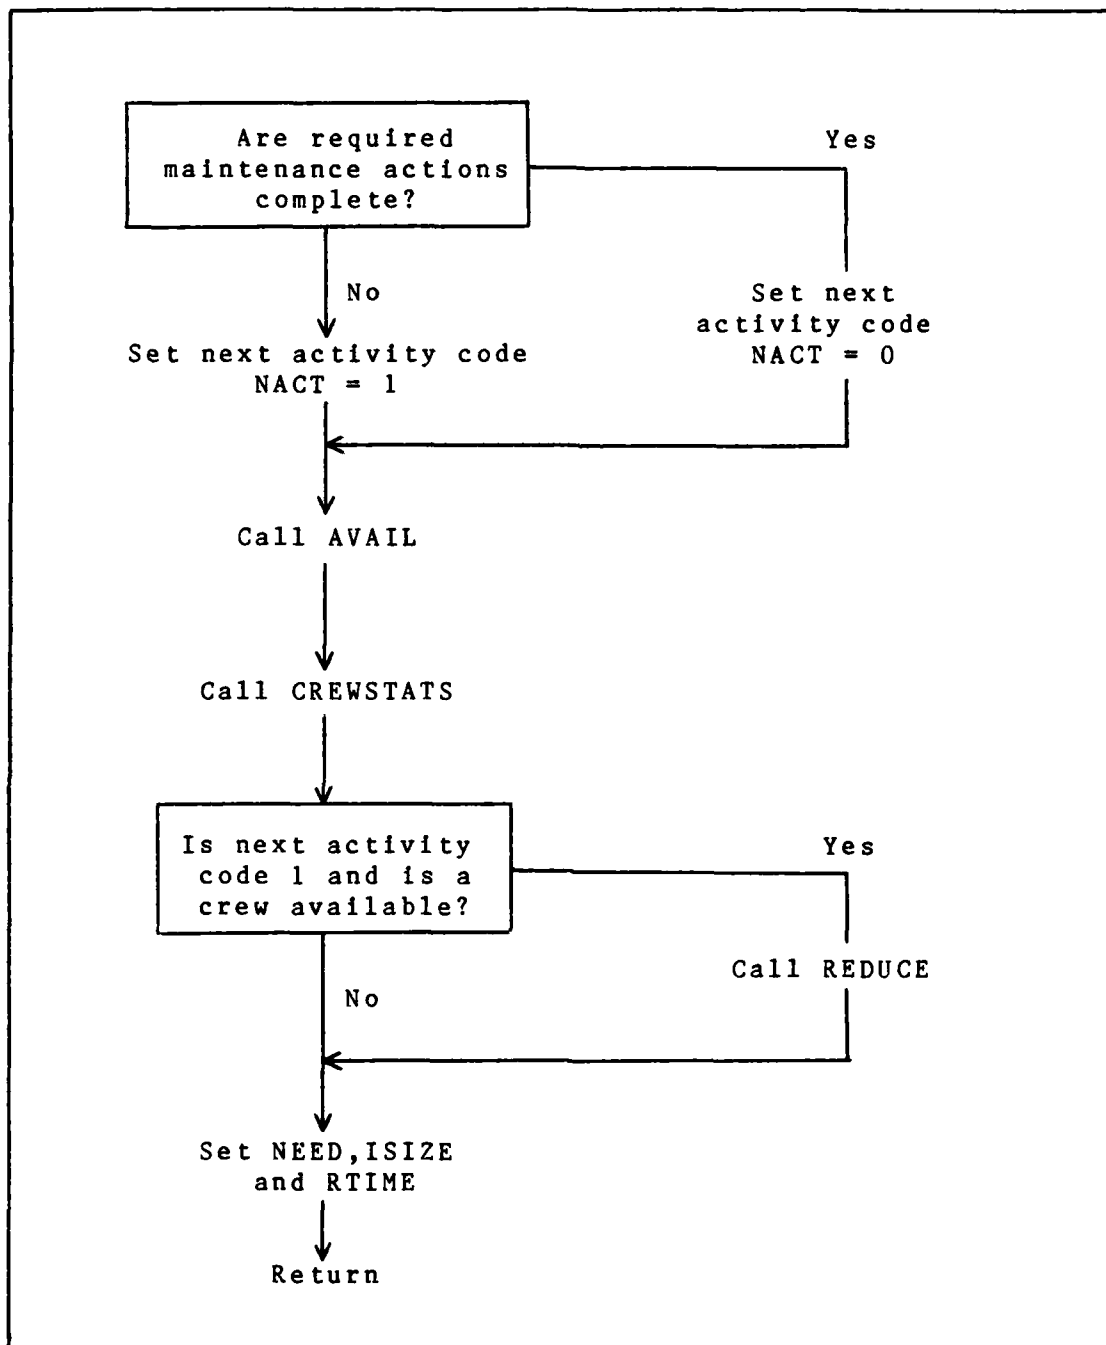 Are required
maintenance actions
complete?
Yes
No
Set next
activity code
NACT = 0
Set next activity code
NACT = 1
Call AVAIL
Call CREWSTATS
Is next activity
code 1 and is a
crew available?
Yes
Call REDUCE
No
Set NEED,ISIZE
and RTIME
Return